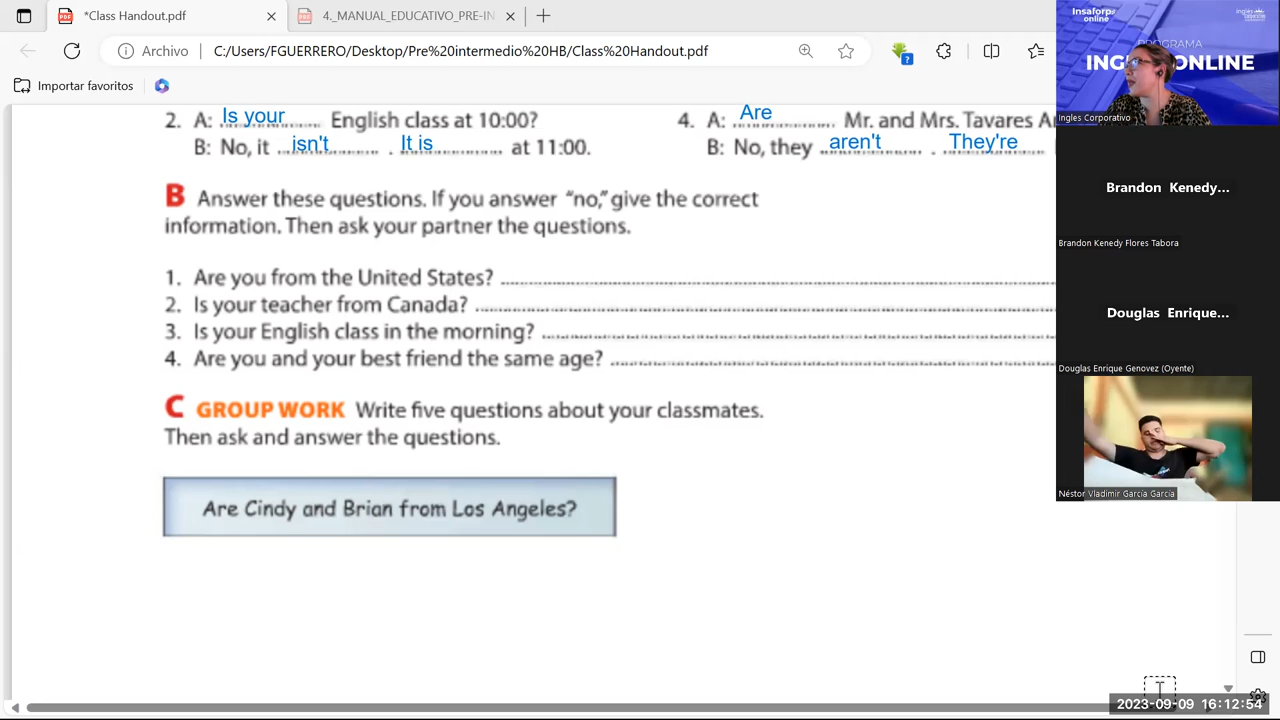 *Class Handout.pdf
4._MANUAL_EDUCATIVO_PRE-IN
Archivo
C:/Users/FGUERRERO/Desktop/Pre%20intermedio%20HB/Class%20Handout.pdf
Importar favoritos
2. A: Is your English class at 10:00?
B: No, it isn't . It is at 11:00.
4. A: Are Mr. and Mrs. Tavares A
B: No, they aren't . They're
B Answer these questions. If you answer “no,” give the correct
information. Then ask your partner the questions.
1. Are you from the United States?
2. Is your teacher from Canada?
3. Is your English class in the morning?
4. Are you and your best friend the same age?
C GROUP WORK Write five questions about your classmates.
Then ask and answer the questions.
Are Cindy and Brian from Los Angeles?
Insaforp
online
PROGRAMA
INGL ONLINE
Ingles Corporativo
Brandon Kenedy...
Brandon Kenedy Flores Tabora
Douglas Enrique...
Douglas Enrique Genovez (Oyente)
Néstor Vladimir García García
2023-09-09 16:12:54